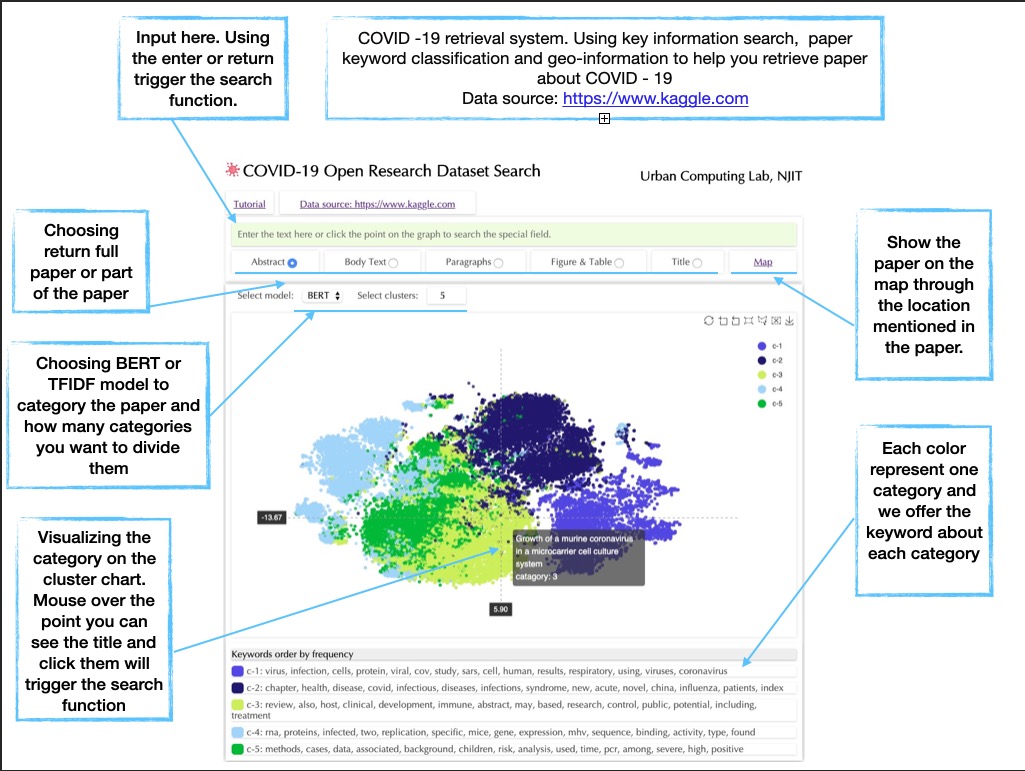 Input here. Using
the enter or return
trigger the search
function.
COVID -19 retrieval system. Using key information search, paper
keyword classification and geo-information to help you retrieve paper
about COVID - 19
Data source: https://www.kaggle.com
COVID-19 Open Research Dataset Search
Urban Computing Lab, NJIT
Tutorial
Data source: https://www.kaggle.com
Enter the text here or click the point on the graph to search the special field.
Abstract
Body Text
Paragraphs
Figure & Table
Title
Map
Select model:
BERT
Select clusters:
5
Choosing
return full
paper or part
of the paper
Show the
paper on the
map through
the location
mentioned in
the paper.
Choosing BERT or
TFIDF model to
category the paper and
how many categories
you want to divide
them
c-1
c-2
c-3
c-4
c-5
Each color
represent one
category and
we offer the
keyword about
each category
Visualizing the
category on the
cluster chart.
Mouse over the
point you can
see the title and
click them will
trigger the search
function
-13.67
Growth of a murine coronavirus
in a microcarrier cell culture
system
catagory: 3
5.90
Keywords order by frequency
c-1: virus, infection, cells, protein, viral, cov, study, sars, cell, human, results, respiratory, using, viruses, coronavirus
c-2: chapter, health, disease, covid, infectious, diseases, infections, syndrome, new, acute, novel, china, influenza, patients, index
c-3: review, also, host, clinical, development, immune, abstract, may, based, research, control, public, potential, including,
treatment
c-4: rna, proteins, infected, two, replication, specific, mice, gene, expression, mhv, sequence, binding, activity, type, found
c-5: methods, cases, data, associated, background, children, risk, analysis, used, time, pcr, among, severe, high, positive